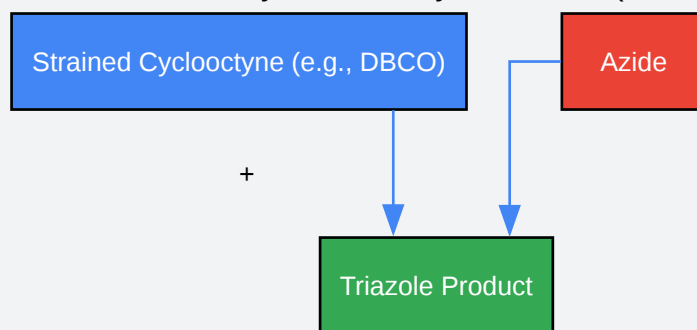 Strained Cyclooctyne (e.g., DBCO)
Azide
+
Triazole Product